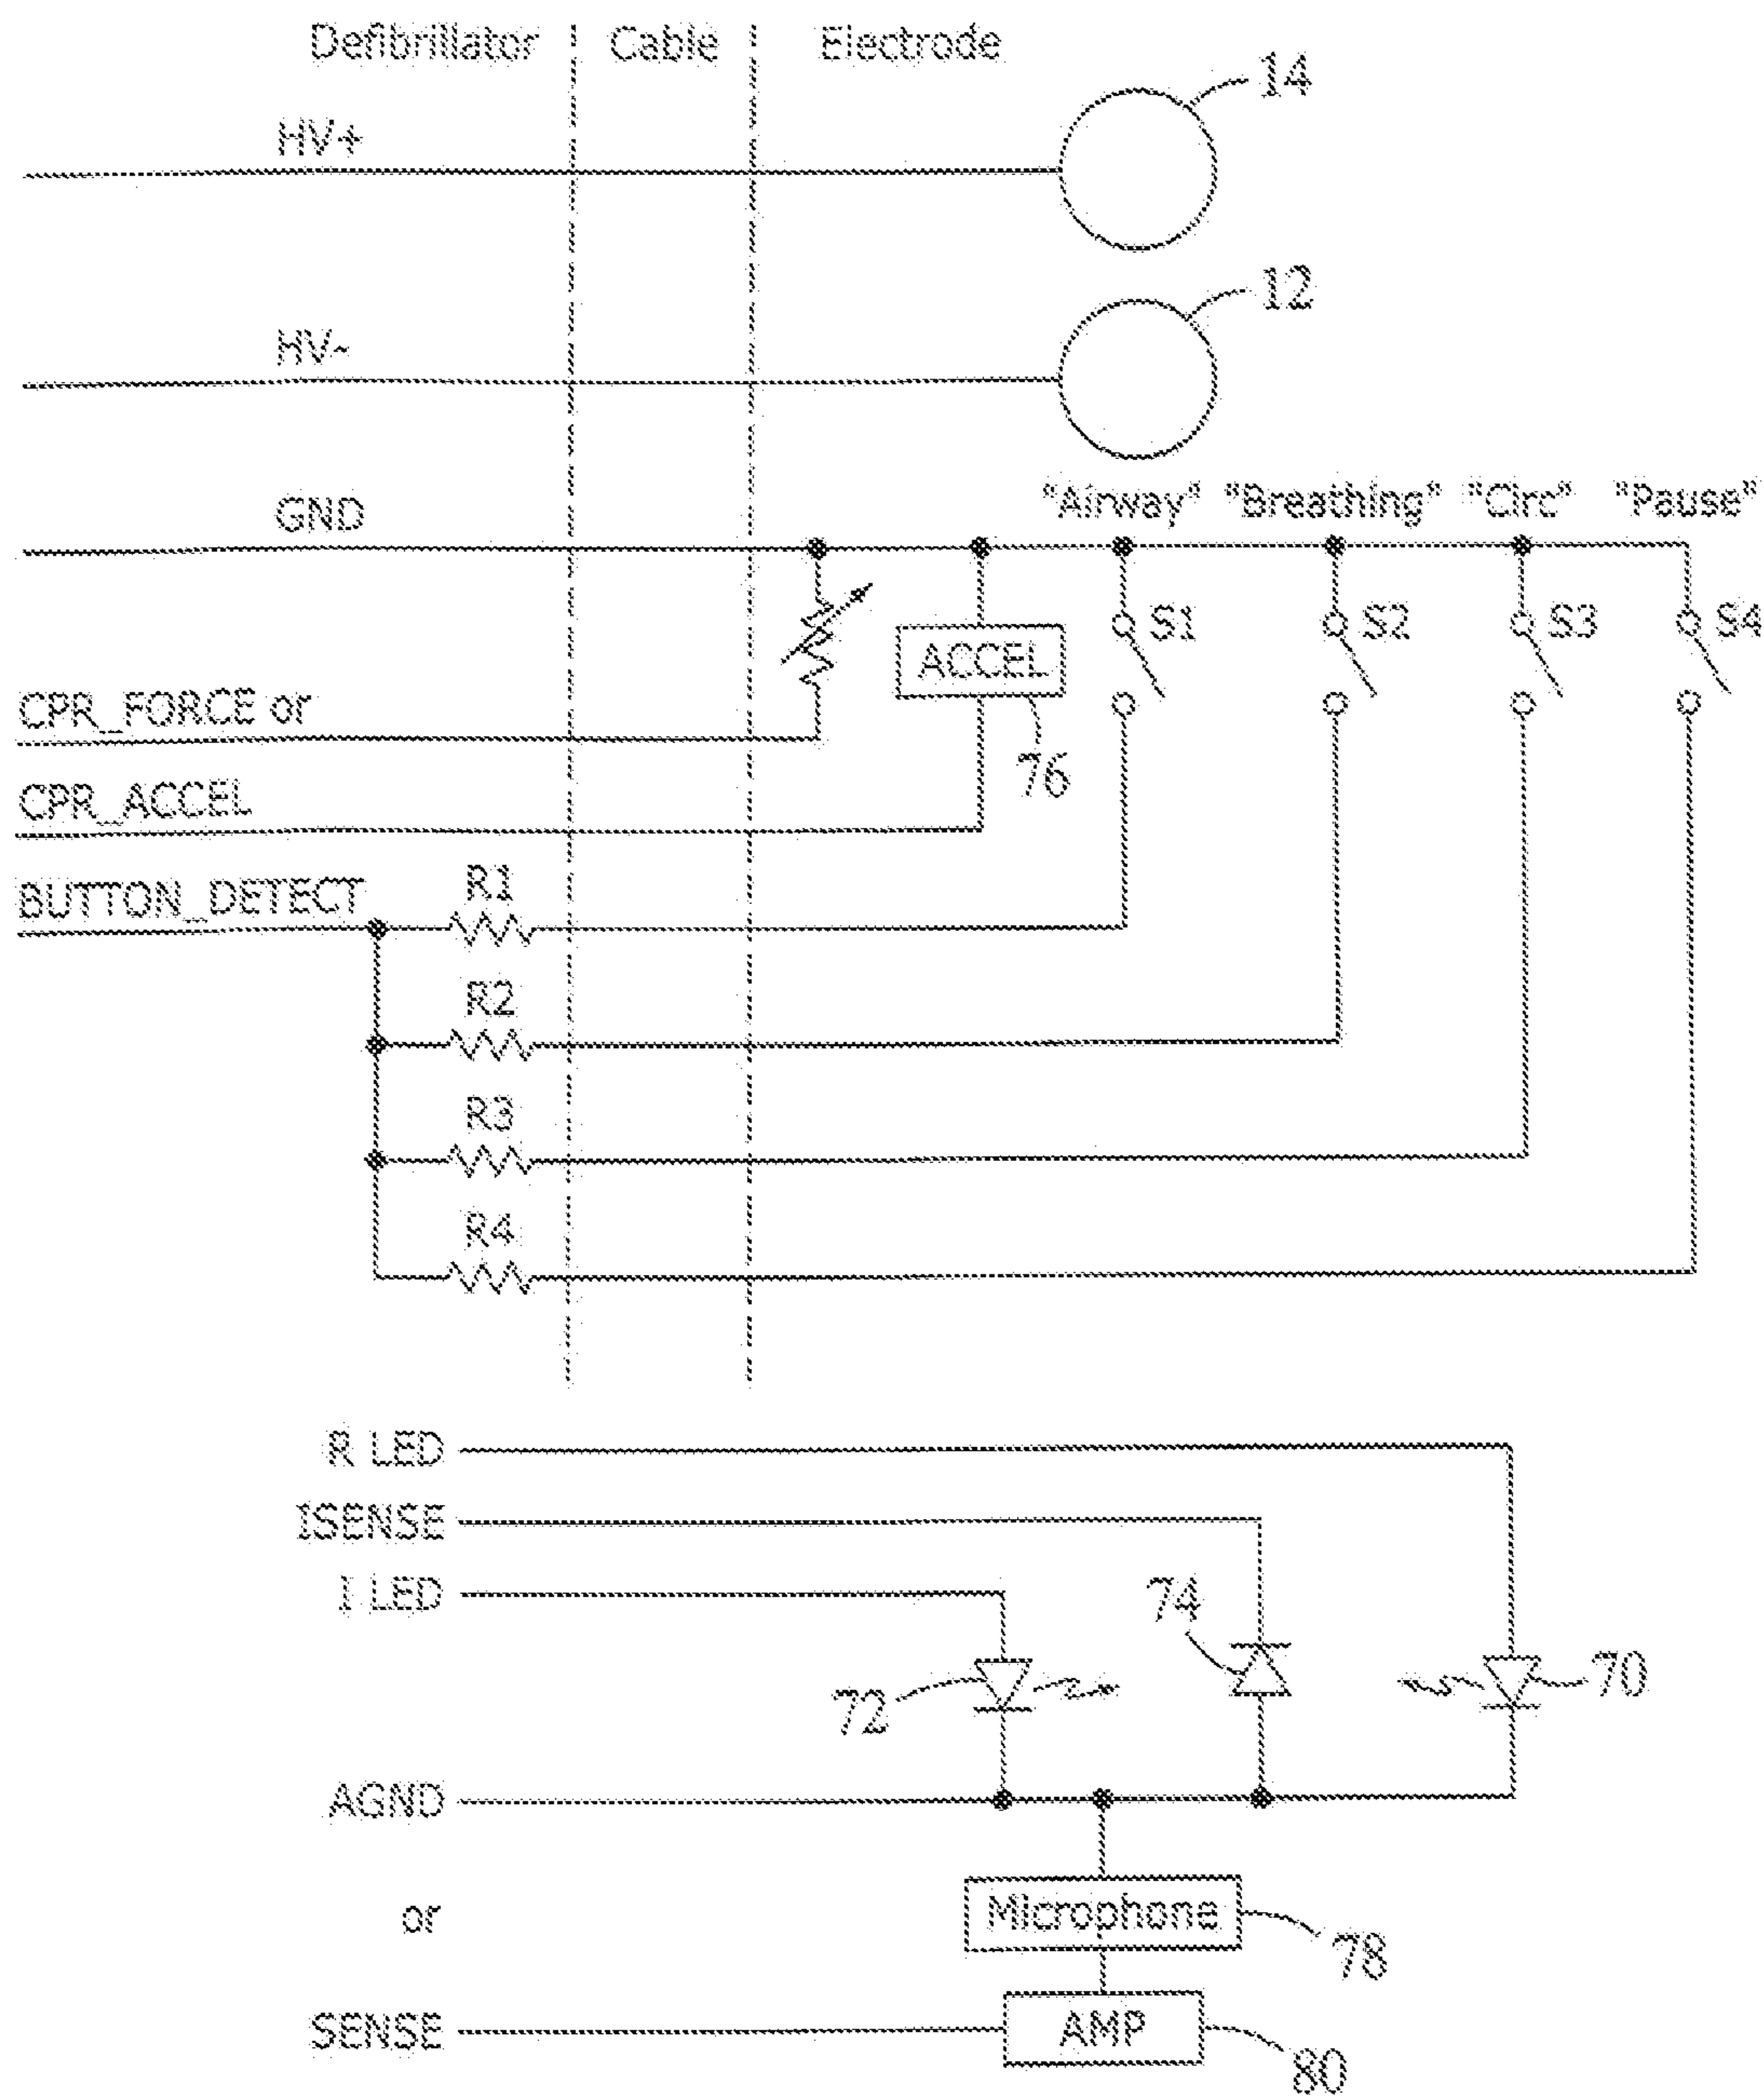 Defibrillator Cable Electrode
14
HV+
12
HV-
GND
"Airway" "Breathing" "Circ" "Pause"
S1 S2 S3 S4
ACCEL
CPR_FORCE or
76
CPR_ACCEL
BUTTON_DETECT
R1
R2
R3
R4
R LED
ISENSE
I LED
74
72
70
AGND
or
Microphone
78
SENSE
AMP
80